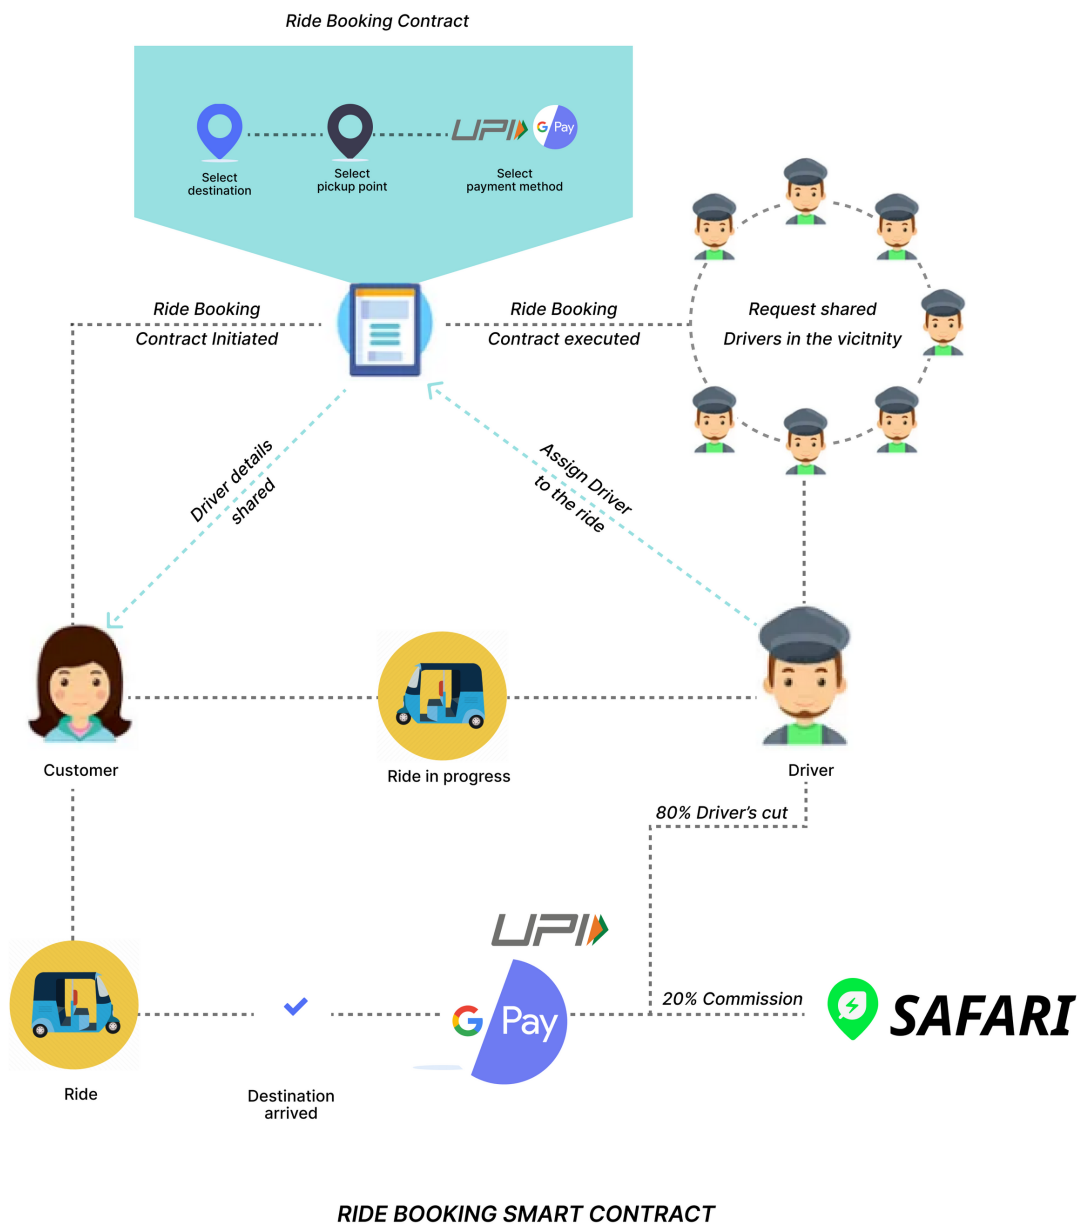 Ride Booking Contract
UPI
G Pay
Select
destination
Select
pickup point
Select
payment method
Ride Booking
Contract Initiated
Ride Booking
Contract executed
Request shared
Drivers in the vicitnity
Driver details
shared
Assign Driver
to the ride
Customer
Ride in progress
Driver
80% Driver's cut
UPI
G Pay
20% Commission
SAFARI
Ride
Destination
arrived
RIDE BOOKING SMART CONTRACT